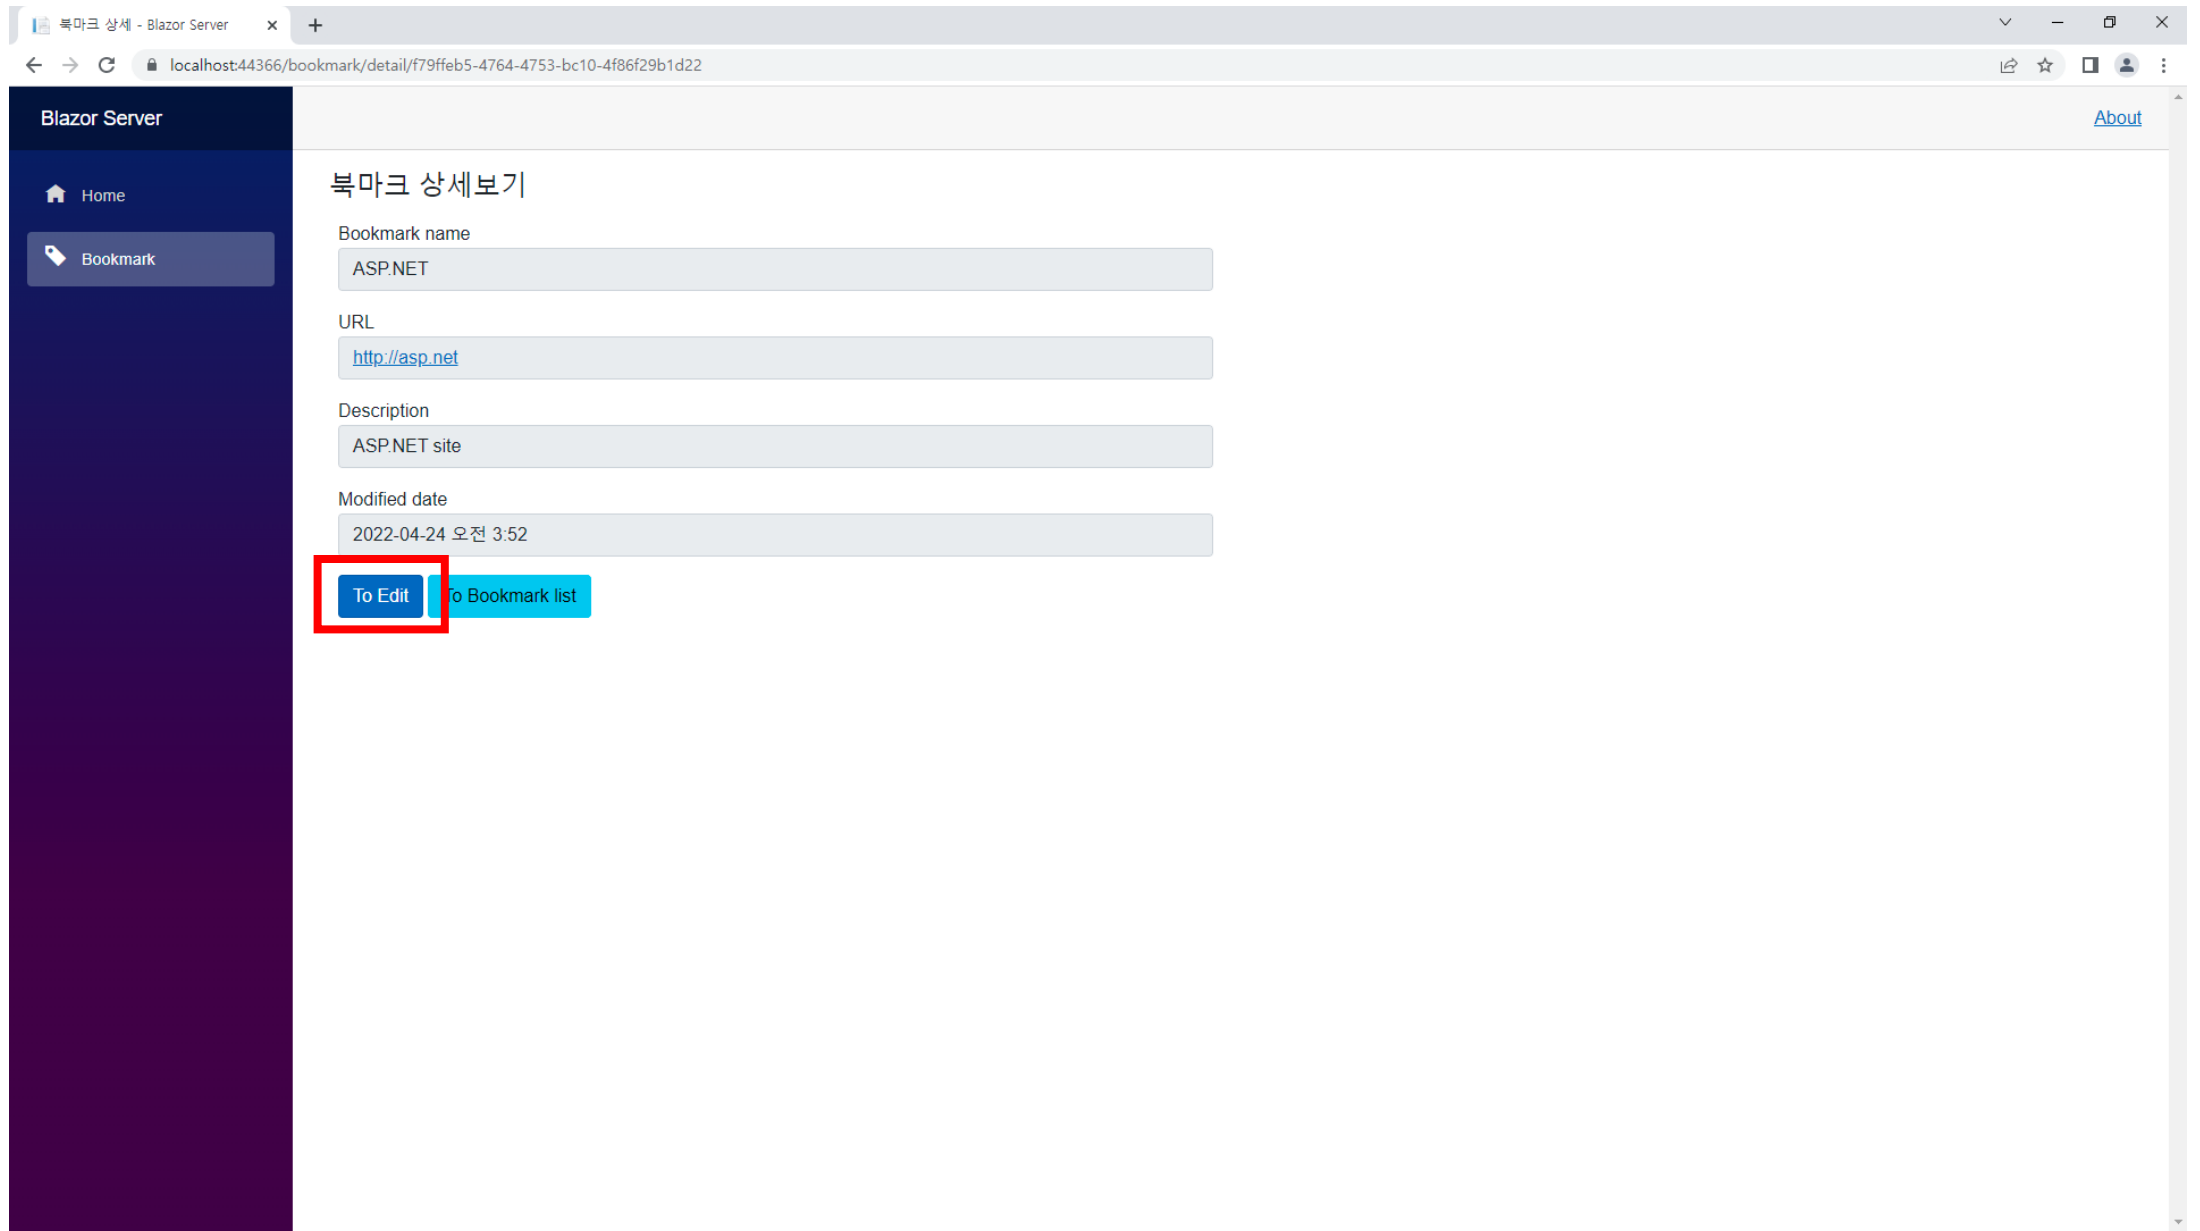 북마크 상세 - Blazor Server
localhost:44366/bookmark/detail/f79ffeb5-4764-4753-bc10-4f86f29b1d22
Blazor Server
About
Home
Bookmark
북마크 상세보기
Bookmark name
ASP.NET
URL
http://asp.net
Description
ASP.NET site
Modified date
2022-04-24 오전 3:52
To Edit
To Bookmark list